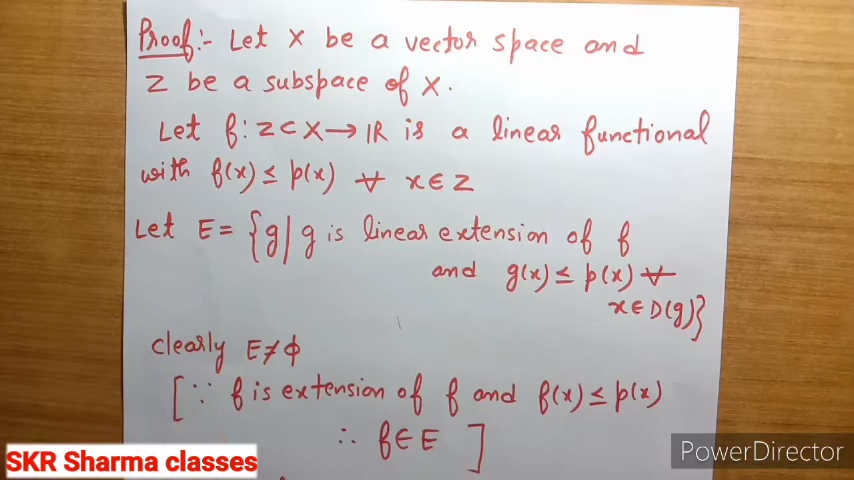 Proof:- Let X be a vector space and
Z be a subspace of X.
Let f: Z⊂X→IR is a linear functional
with f(x) ≤ p(x) ∀ x∈Z
Let E= {g| g is linear extension of f
and g(x) ≤ p(x) ∀
x∈D(g)}
clearly E≠ϕ
[∵ f is extension of f and f(x) ≤ p(x)
∴ f∈E ]
SKR Sharma classes
PowerDirector